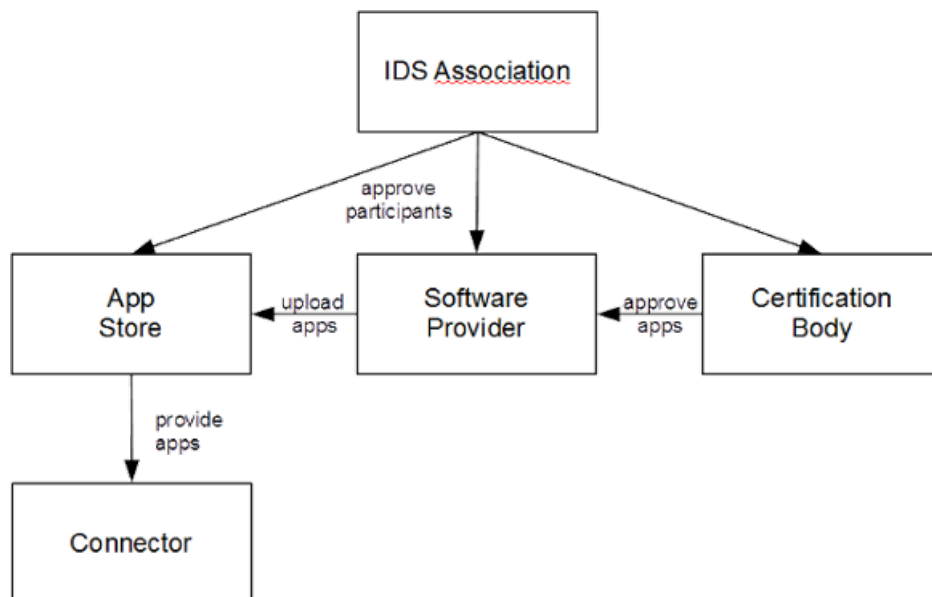 IDS Association
approve
participants
App
Store
upload
apps
Software
Provider
approve
apps
Certification
Body
provide
apps
Connector